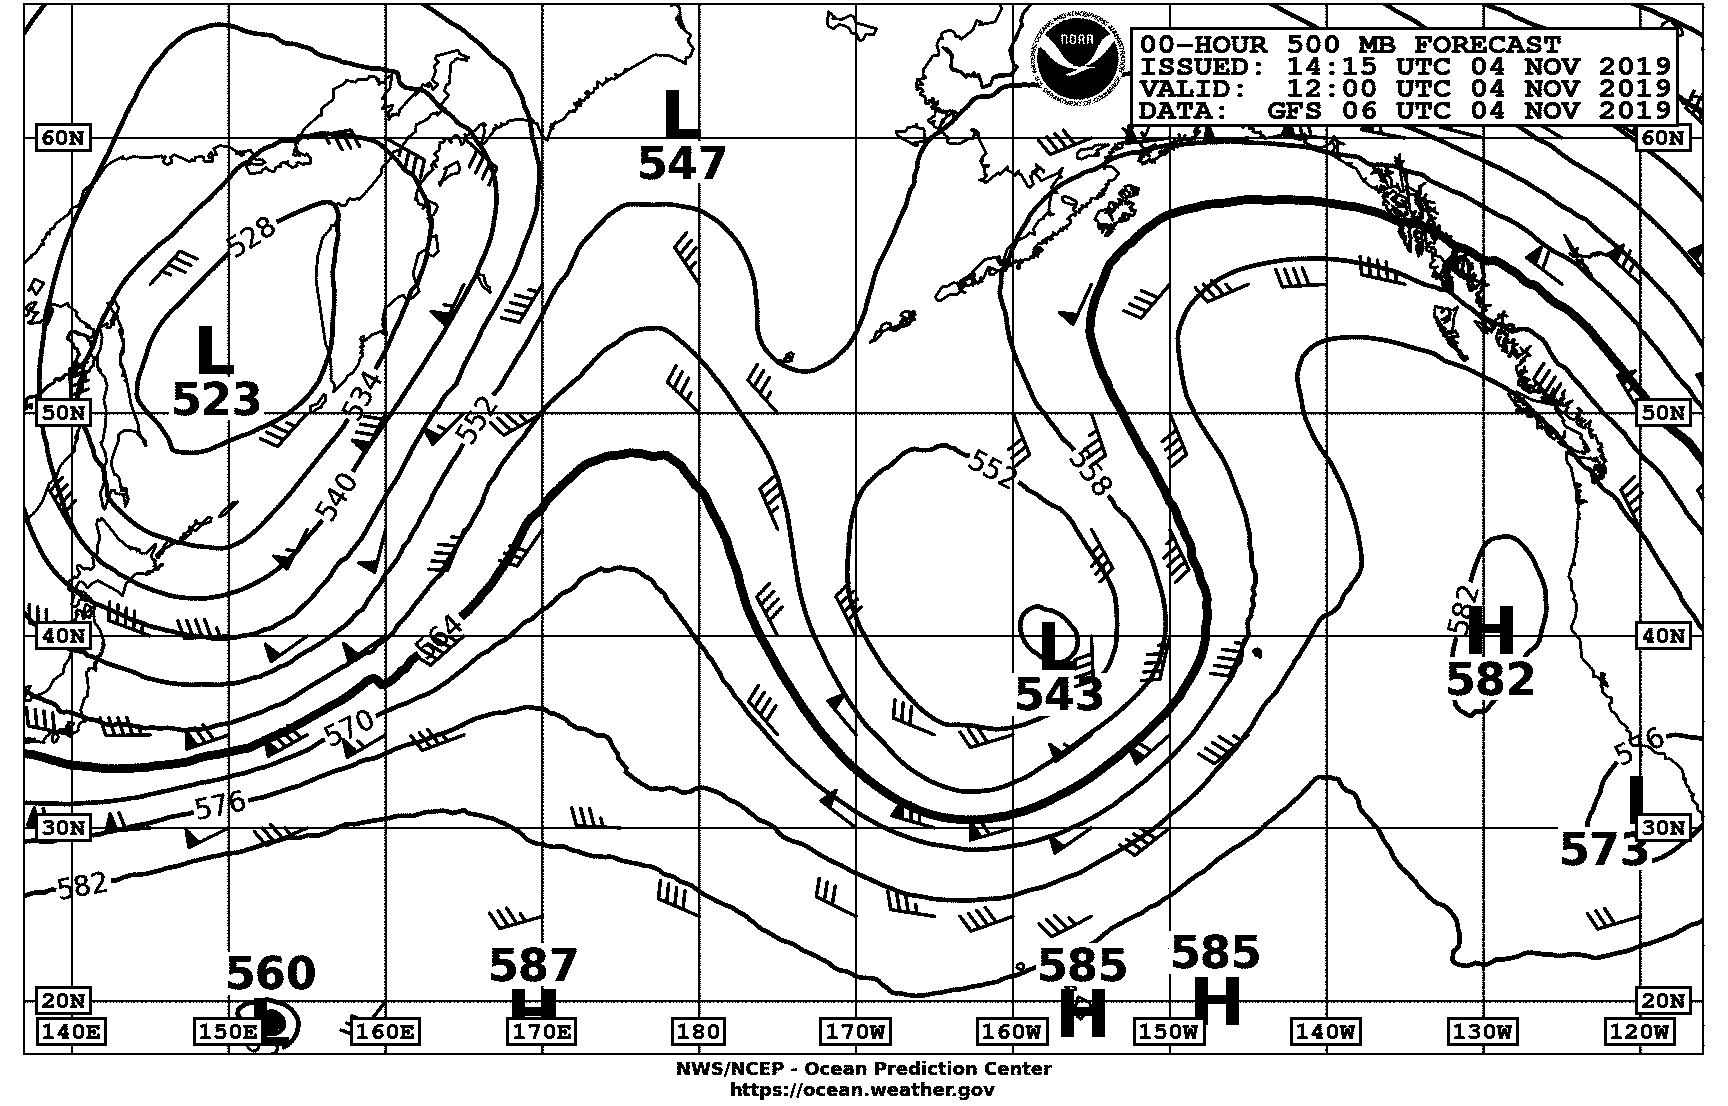 NOAA
00-HOUR 500 MB FORECAST
ISSUED: 14:15 UTC 04 NOV 2019
VALID: 12:00 UTC 04 NOV 2019
DATA: GFS 06 UTC 04 NOV 2019
L
547
60N
60N
528
L
523
534
552
50N
50N
552
558
540
582
564
40N
L
543
H
582
40N
570
576
576
L
573
30N
30N
582
560
L
587
H
585
H
585
H
20N
20N
140E
150E
160E
170E
180
170W
160W
150W
140W
130W
120W
NWS/NCEP - Ocean Prediction Center
https://ocean.weather.gov